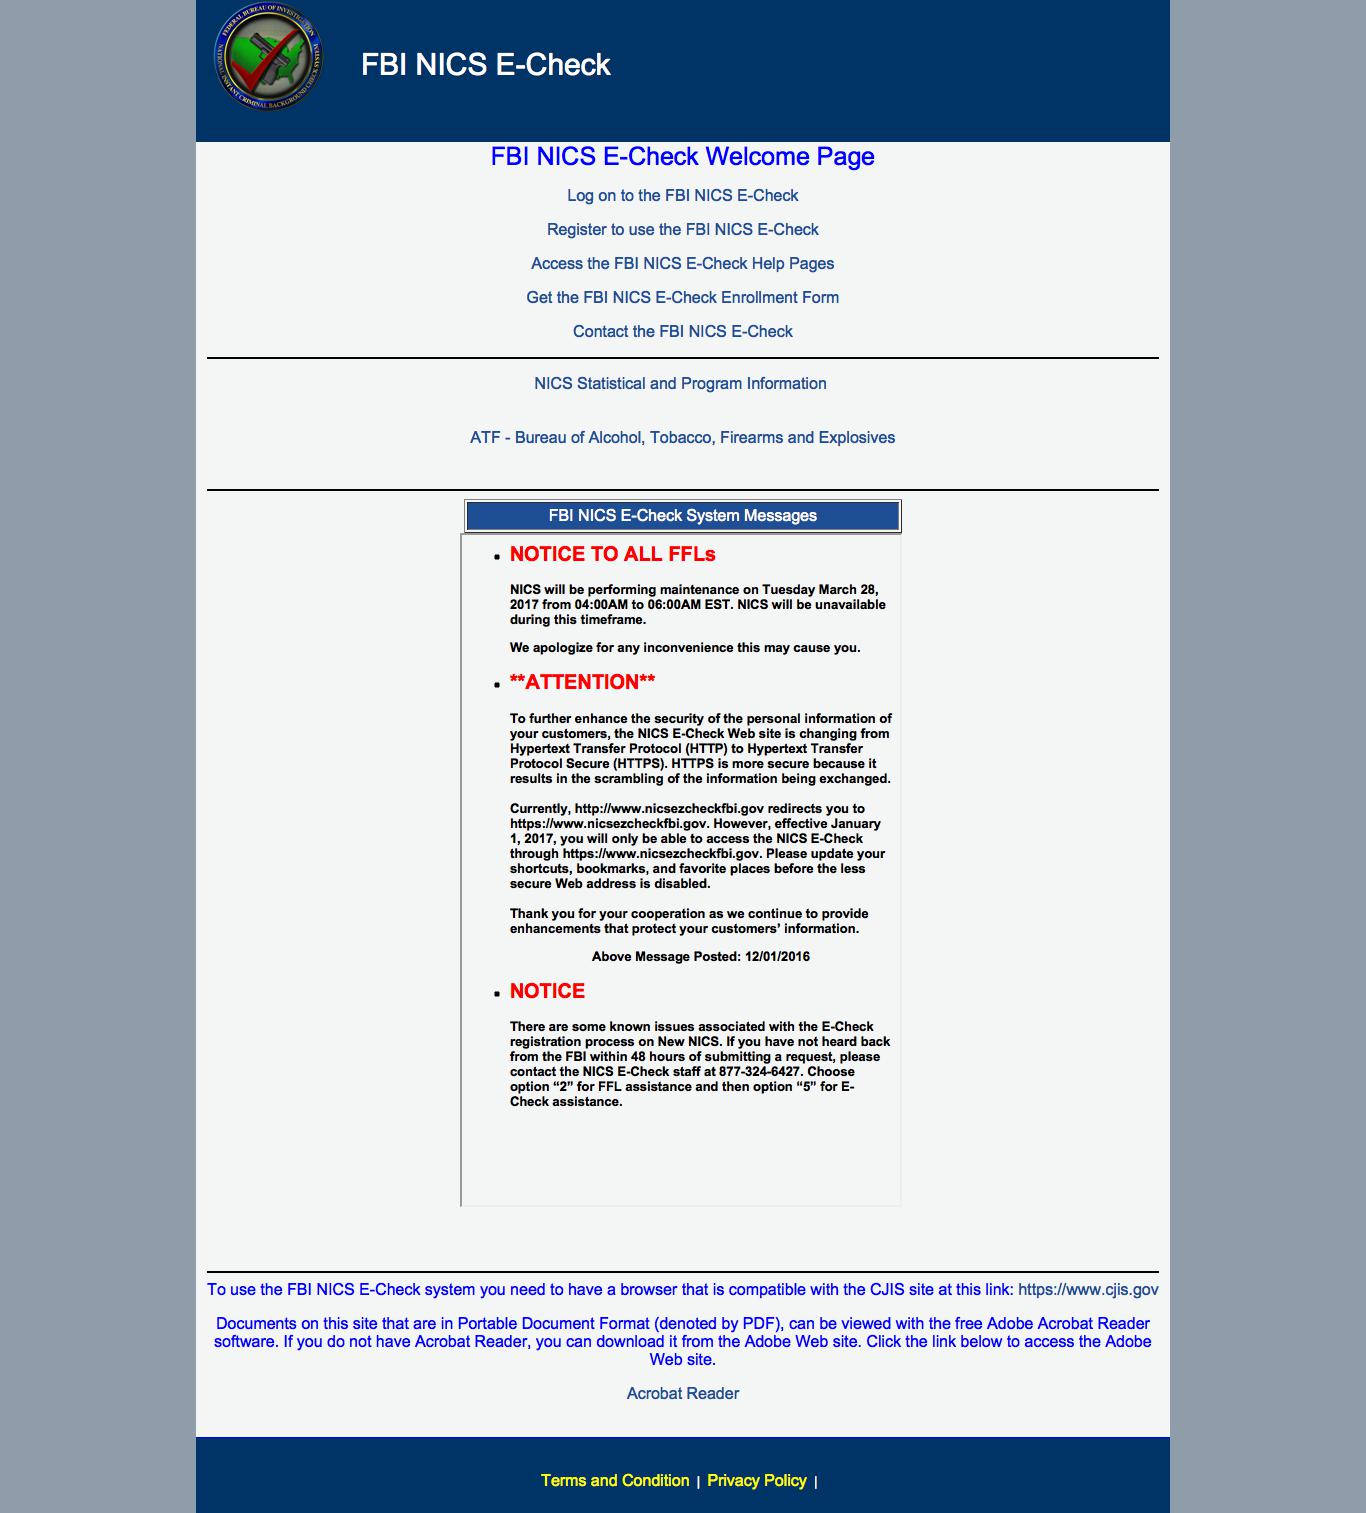 FEDERAL BUREAU OF INVESTIGATION
NATIONAL INSTANT CRIMINAL BACKGROUND CHECK SYSTEM
FBI NICS E-Check
FBI NICS E-Check Welcome Page
Log on to the FBI NICS E-Check
Register to use the FBI NICS E-Check
Access the FBI NICS E-Check Help Pages
Get the FBI NICS E-Check Enrollment Form
Contact the FBI NICS E-Check
NICS Statistical and Program Information
ATF - Bureau of Alcohol, Tobacco, Firearms and Explosives
FBI NICS E-Check System Messages
NOTICE TO ALL FFLs
NICS will be performing maintenance on Tuesday March 28,
2017 from 04:00AM to 06:00AM EST. NICS will be unavailable
during this timeframe.
We apologize for any inconvenience this may cause you.
**ATTENTION**
To further enhance the security of the personal information of
your customers, the NICS E-Check Web site is changing from
Hypertext Transfer Protocol (HTTP) to Hypertext Transfer
Protocol Secure (HTTPS). HTTPS is more secure because it
results in the scrambling of the information being exchanged.
Currently, http://www.nicsezcheckfbi.gov redirects you to
https://www.nicsezcheckfbi.gov. However, effective January
1, 2017, you will only be able to access the NICS E-Check
through https://www.nicsezcheckfbi.gov. Please update your
shortcuts, bookmarks, and favorite places before the less
secure Web address is disabled.
Thank you for your cooperation as we continue to provide
enhancements that protect your customers’ information.
Above Message Posted: 12/01/2016
NOTICE
There are some known issues associated with the E-Check
registration process on New NICS. If you have not heard back
from the FBI within 48 hours of submitting a request, please
contact the NICS E-Check staff at 877-324-6427. Choose
option “2” for FFL assistance and then option “5” for E-
Check assistance.
To use the FBI NICS E-Check system you need to have a browser that is compatible with the CJIS site at this link: https://www.cjis.gov
Documents on this site that are in Portable Document Format (denoted by PDF), can be viewed with the free Adobe Acrobat Reader
software. If you do not have Acrobat Reader, you can download it from the Adobe Web site. Click the link below to access the Adobe
Web site.
Acrobat Reader
Terms and Condition | Privacy Policy |